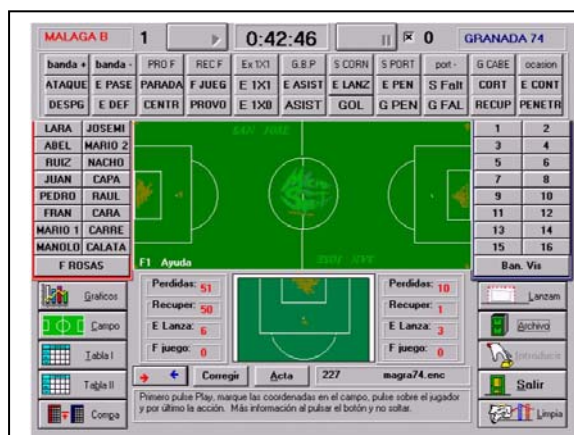 MALAGA B 1 0:42:46 0 GRANADA 74
banda + banda - PRO F REC F Ex 1X1 G.B.P S CORN S PORT port - G CABE ocasion
ATAQUE E PASE PARADA F JUEG E 1X1 E ASIST E LANZ E PEN S Falt CORT E CONT
DESPG E DEF CENTR PROVO E 1X0 ASIST GOL G PEN G FAL RECUP PENETR
LARA JOSEMI 1 2
ABEL MARIO 2 3 4
RUIZ NACHO 5 6
JUAN CAPA 7 8
PEDRO RAUL 9 10
FRAN CARA 11 12
MARIO 1 CARRE 13 14
MANOLO CALATA 15 16
F ROSAS F1 Ayuda Ban. Vis
Graficos Perdidas: 51 Perdidas: 10 Lanzam
Recuper: 50 Recuper: 1
Campo E Lanza: 6 E Lanza: 3 Archivo
Tabla I F juego: 0 F juego: 0 Introducir
Tabla II Corregir Acta 227 magra74.enc Salir
Compa Primero pulse Play, marque las coordenadas en el campo, pulse sobre el jugador Limpia
y por último la acción. Más información al pulsar el botón y no soltar.